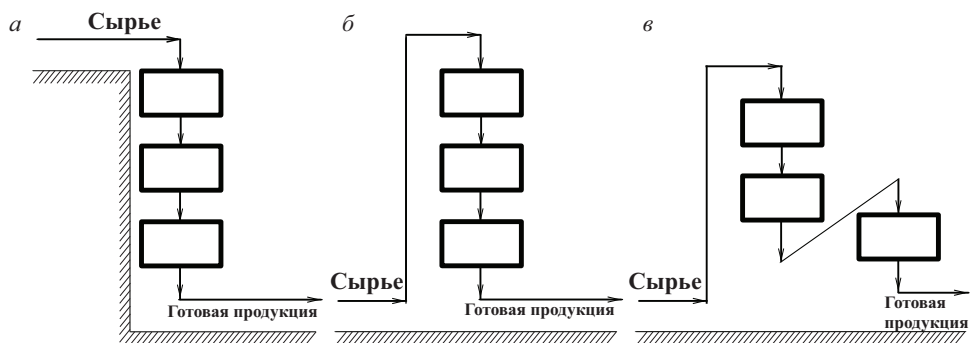 а
Сырье
Готовая продукция
б
Сырье
Готовая продукция
в
Сырье
Готовая
продукция